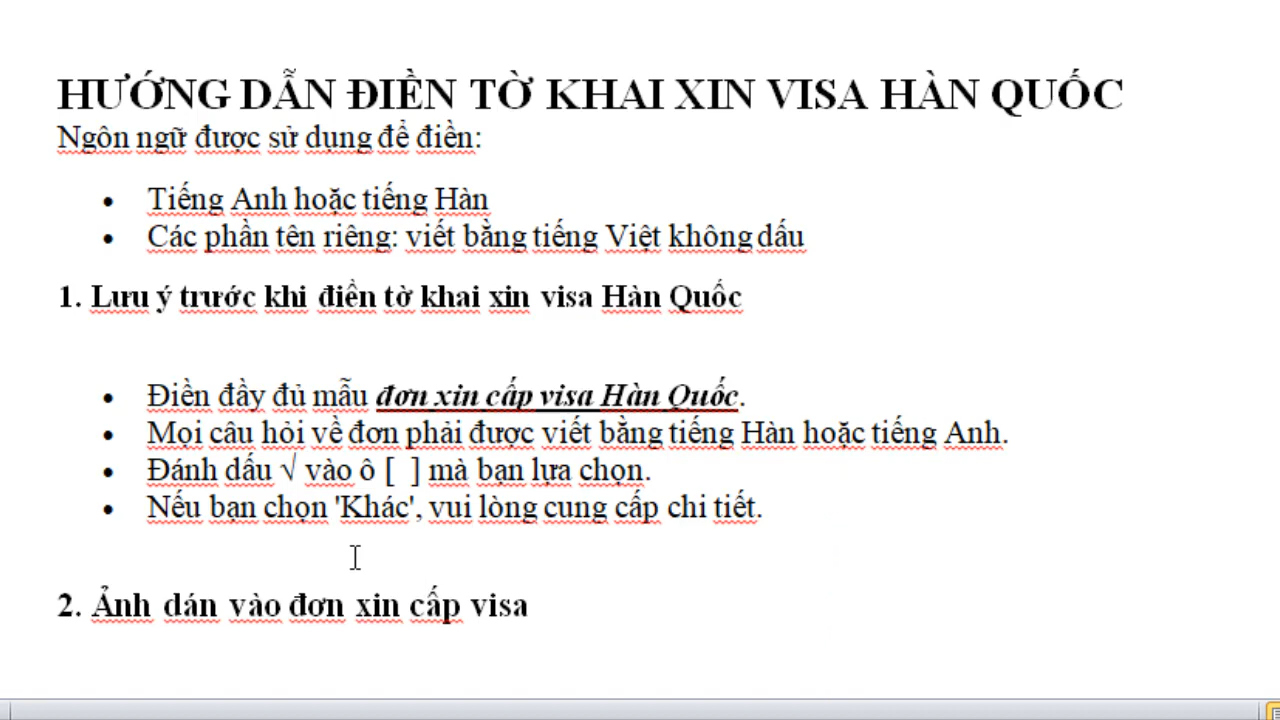 HƯỚNG DẪN ĐIỀN TỜ KHAI XIN VISA HÀN QUỐC
Ngôn ngữ được sử dụng để điền:
• Tiếng Anh hoặc tiếng Hàn
• Các phần tên riêng: viết bằng tiếng Việt không dấu
1. Lưu ý trước khi điền tờ khai xin visa Hàn Quốc
• Điền đầy đủ mẫu đơn xin cấp visa Hàn Quốc.
• Mọi câu hỏi về đơn phải được viết bằng tiếng Hàn hoặc tiếng Anh.
• Đánh dấu √ vào ô [  ] mà bạn lựa chọn.
• Nếu bạn chọn 'Khác', vui lòng cung cấp chi tiết.
2. Ảnh dán vào đơn xin cấp visa